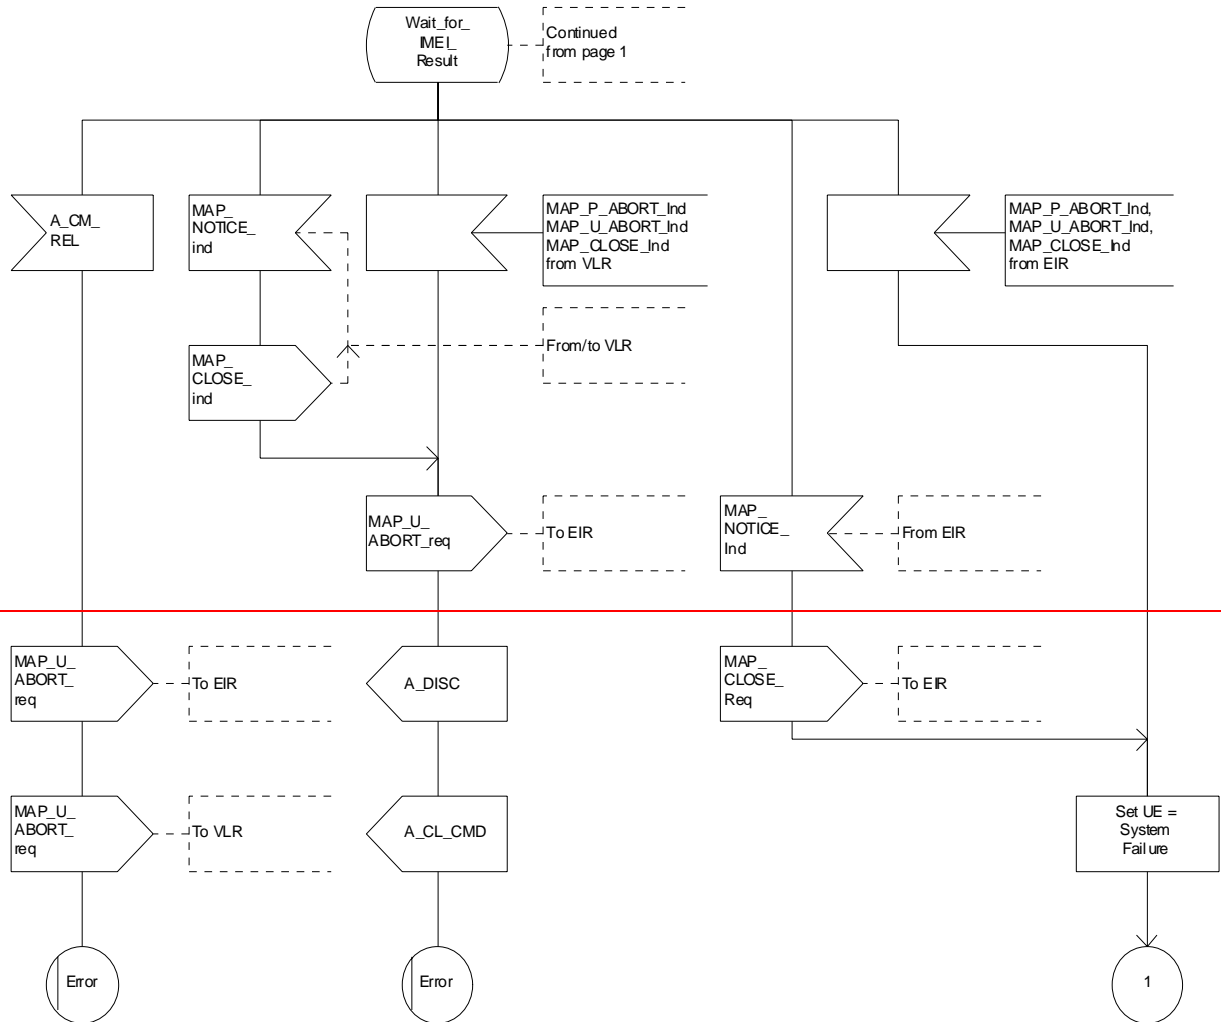 Wait_for_
IMEI_
Result
Continued
from page 1
A_CM_
REL
MAP_
NOTICE_
ind
MAP_P_ABORT_Ind
MAP_U_ABORT_Ind
MAP_CLOSE_Ind
from VLR
MAP_P_ABORT_Ind,
MAP_U_ABORT_Ind,
MAP_CLOSE_Ind
from EIR
MAP_
CLOSE_
ind
From/to VLR
MAP_U_
ABORT_req
To EIR
MAP_
NOTICE_
Ind
From EIR
MAP_U_
ABORT_
req
To EIR
A_DISC
MAP_
CLOSE_
Req
To EIR
MAP_U_
ABORT_
req
To VLR
A_CL_CMD
Set UE =
System
Failure
Error
Error
1